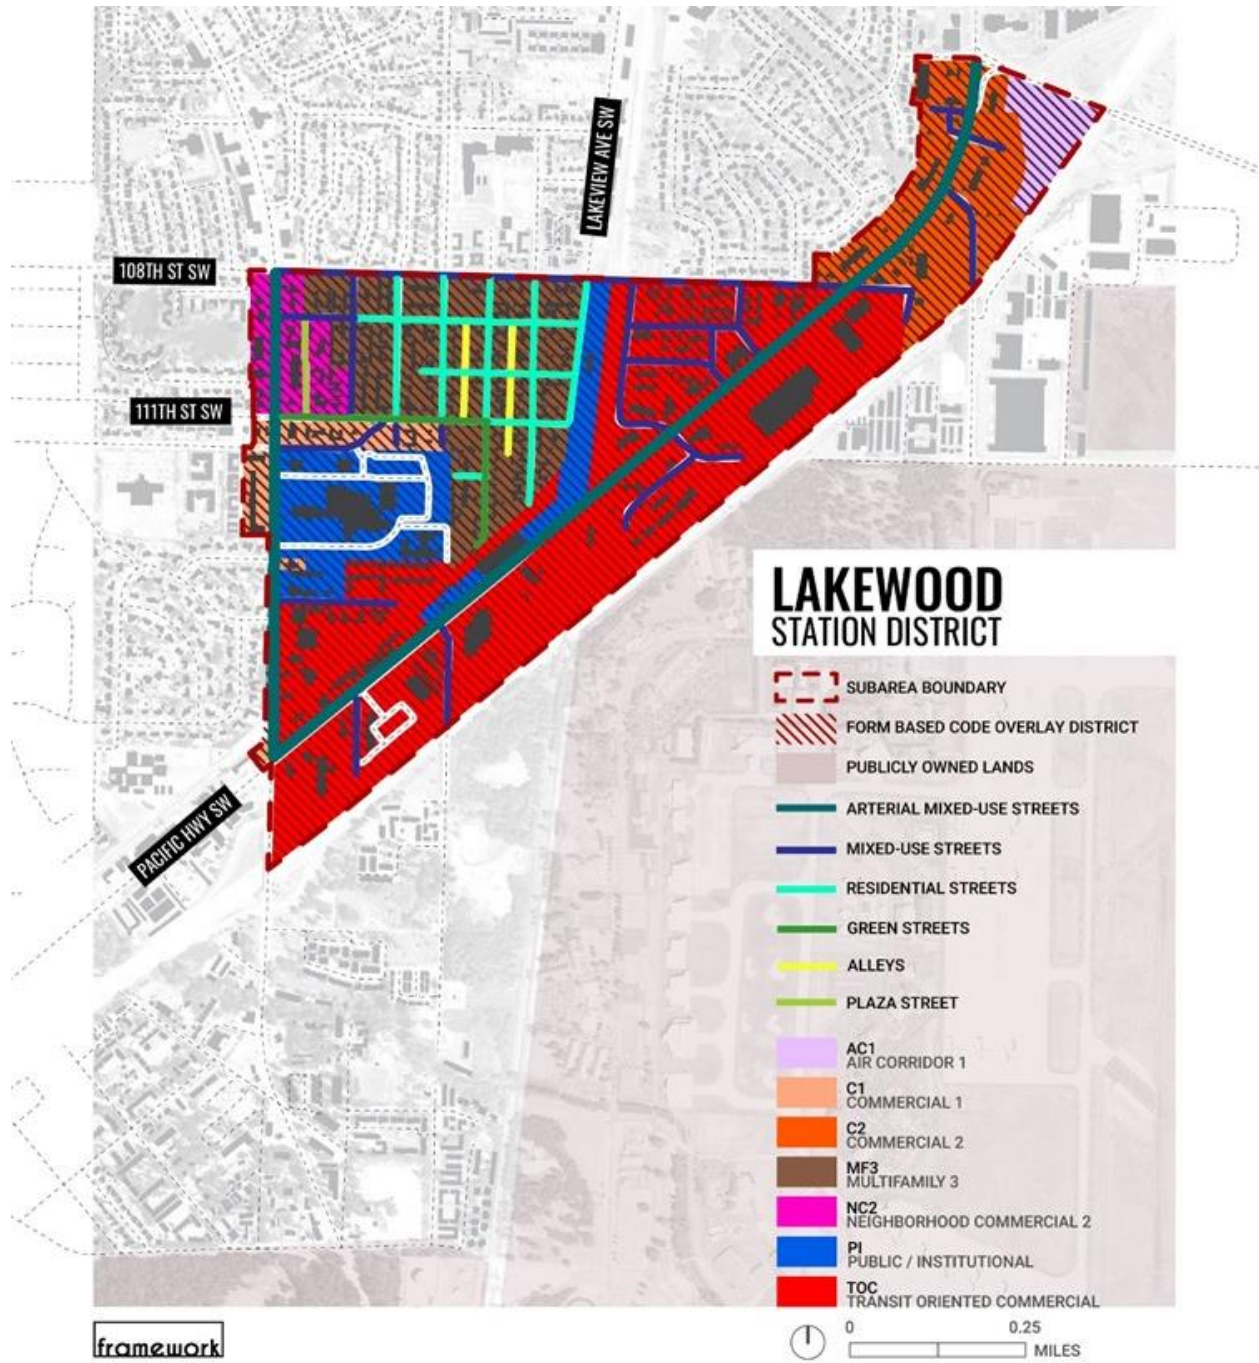 LAKEVIEW AVE SW
108TH ST SW
111TH ST SW
PACIFIC HWY SW
LAKEWOOD
STATION DISTRICT
SUBAREA BOUNDARY
FORM BASED CODE OVERLAY DISTRICT
PUBLICLY OWNED LANDS
ARTERIAL MIXED-USE STREETS
MIXED-USE STREETS
RESIDENTIAL STREETS
GREEN STREETS
ALLEYS
PLAZA STREET
AC1
AIR CORRIDOR 1
C1
COMMERCIAL 1
C2
COMMERCIAL 2
MF3
MULTIFAMILY 3
NC2
NEIGHBORHOOD COMMERCIAL 2
PI
PUBLIC / INSTITUTIONAL
TOC
TRANSIT ORIENTED COMMERCIAL
framework
0 0.25
MILES